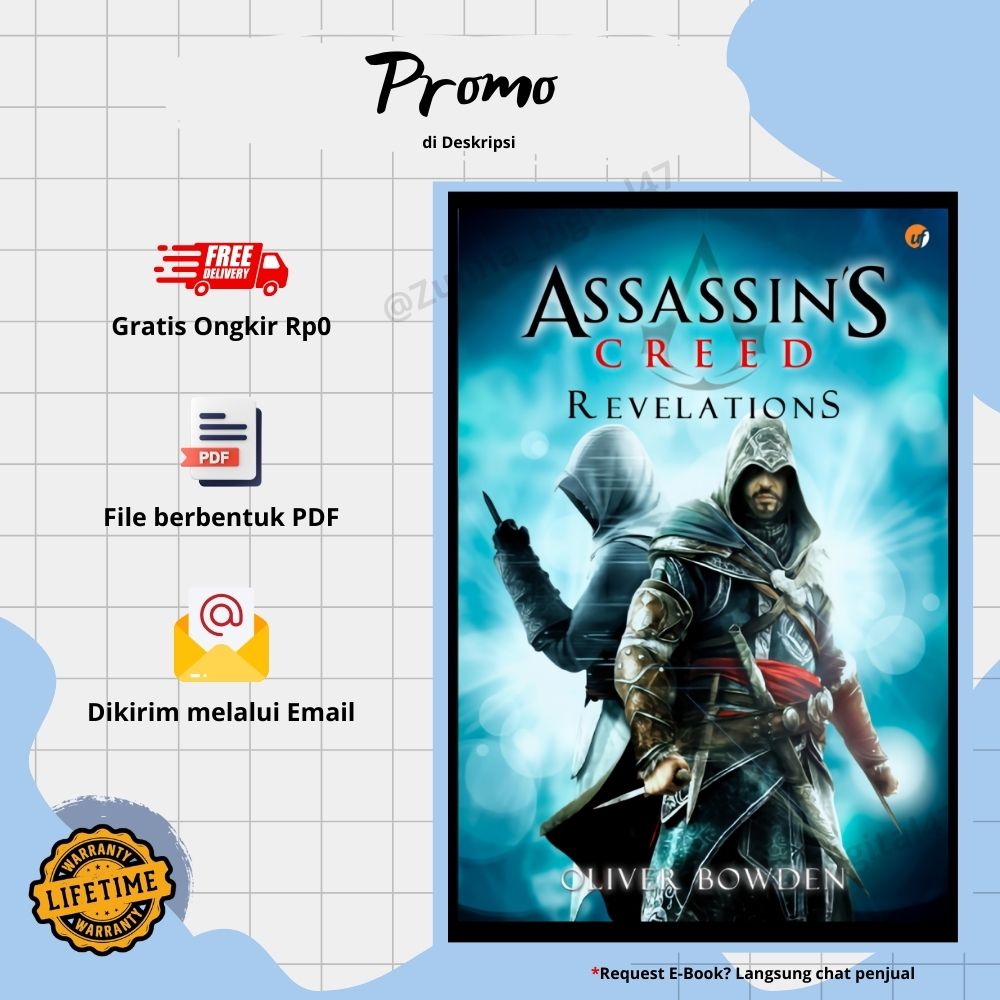 Promo
di Deskripsi
FREE
DELIVERY
Gratis Ongkir Rp0
PDF
File berbentuk PDF
@
Dikirim melalui Email
WARRANTY
LIFETIME
WARRANTY
uf
ASSASSIN'S
CREED
REVELATIONS
OLIVER BOWDEN
*Request E-Book? Langsung chat penjual